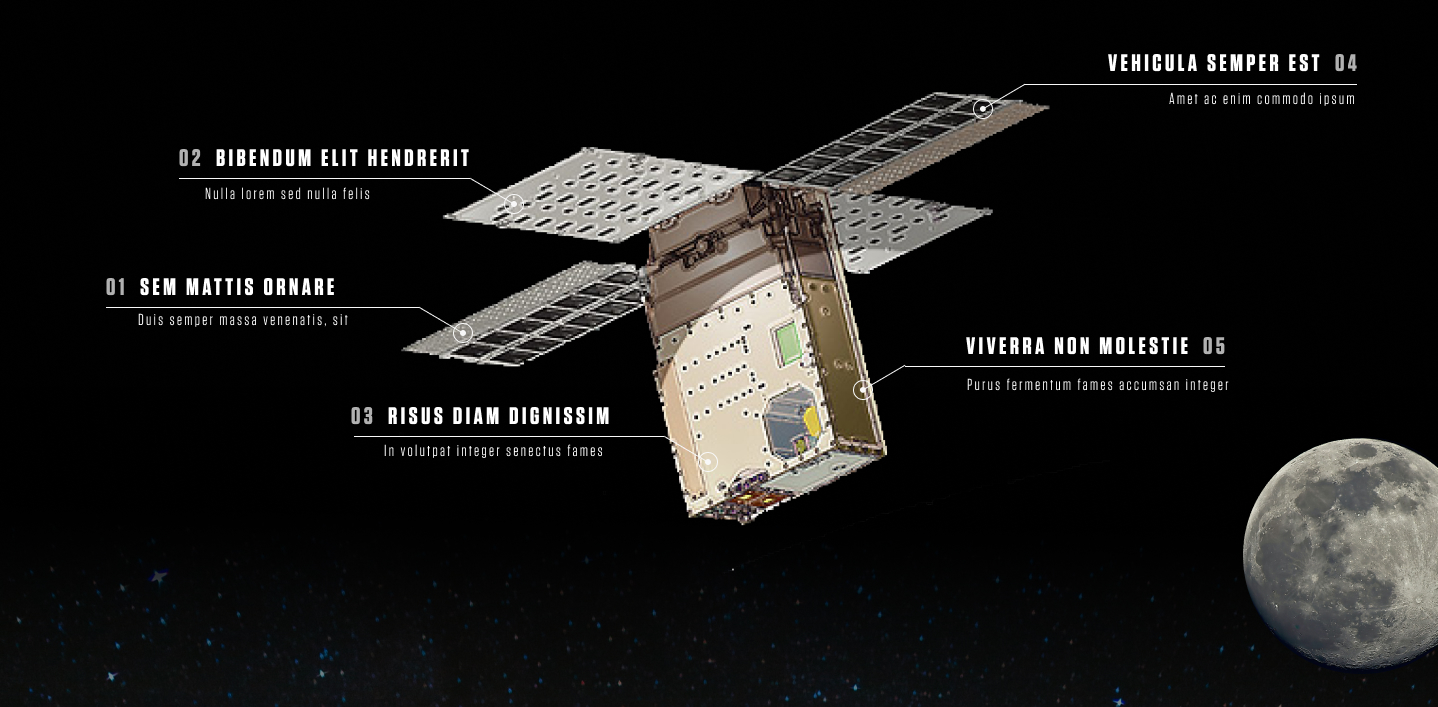 VEHICULA SEMPER EST 04
Amet ac enim commodo ipsum
02 BIBENDUM ELIT HENDRERIT
Nulla lorem sed nulla felis
01 SEM MATTIS ORNARE
Duis semper massa venenatis, sit
VIVERRA NON MOLESTIE 05
Purus fermentum fames accumsan integer
03 RISUS DIAM DIGNISSIM
In volutpat integer senectus fames